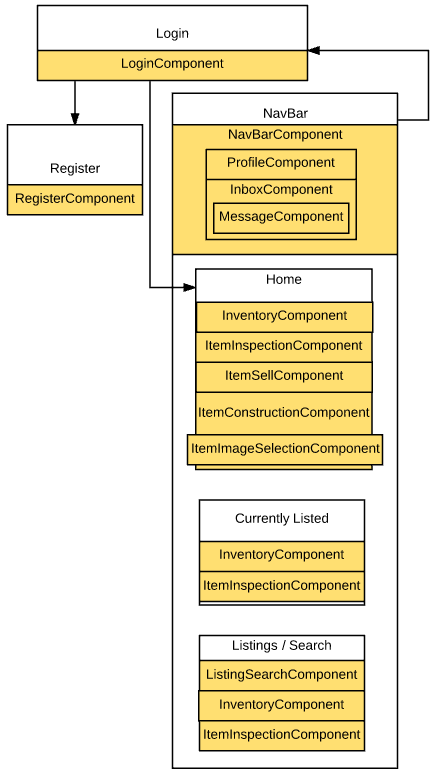 Login
LoginComponent
Register
RegisterComponent
NavBar
NavBarComponent
ProfileComponent
InboxComponent
MessageComponent
Home
InventoryComponent
ItemInspectionComponent
ItemSellComponent
ItemConstructionComponent
ItemImageSelectionComponent
Currently Listed
InventoryComponent
ItemInspectionComponent
Listings / Search
ListingSearchComponent
InventoryComponent
ItemInspectionComponent